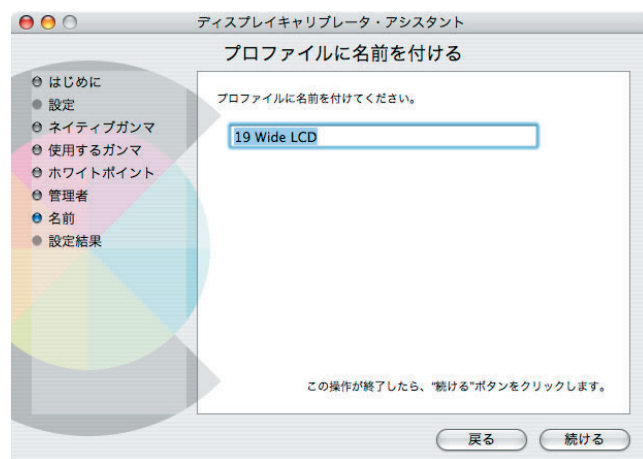 ディスプレイキャリブレータ・アシスタント
プロファイルに名前を付ける
はじめに
設定
ネイティブガンマ
使用するガンマ
ホワイトポイント
管理者
名前
設定結果
プロファイルに名前を付けてください。
19 Wide LCD
この操作が終了したら、"続ける"ボタンをクリックします。
戻る
続ける